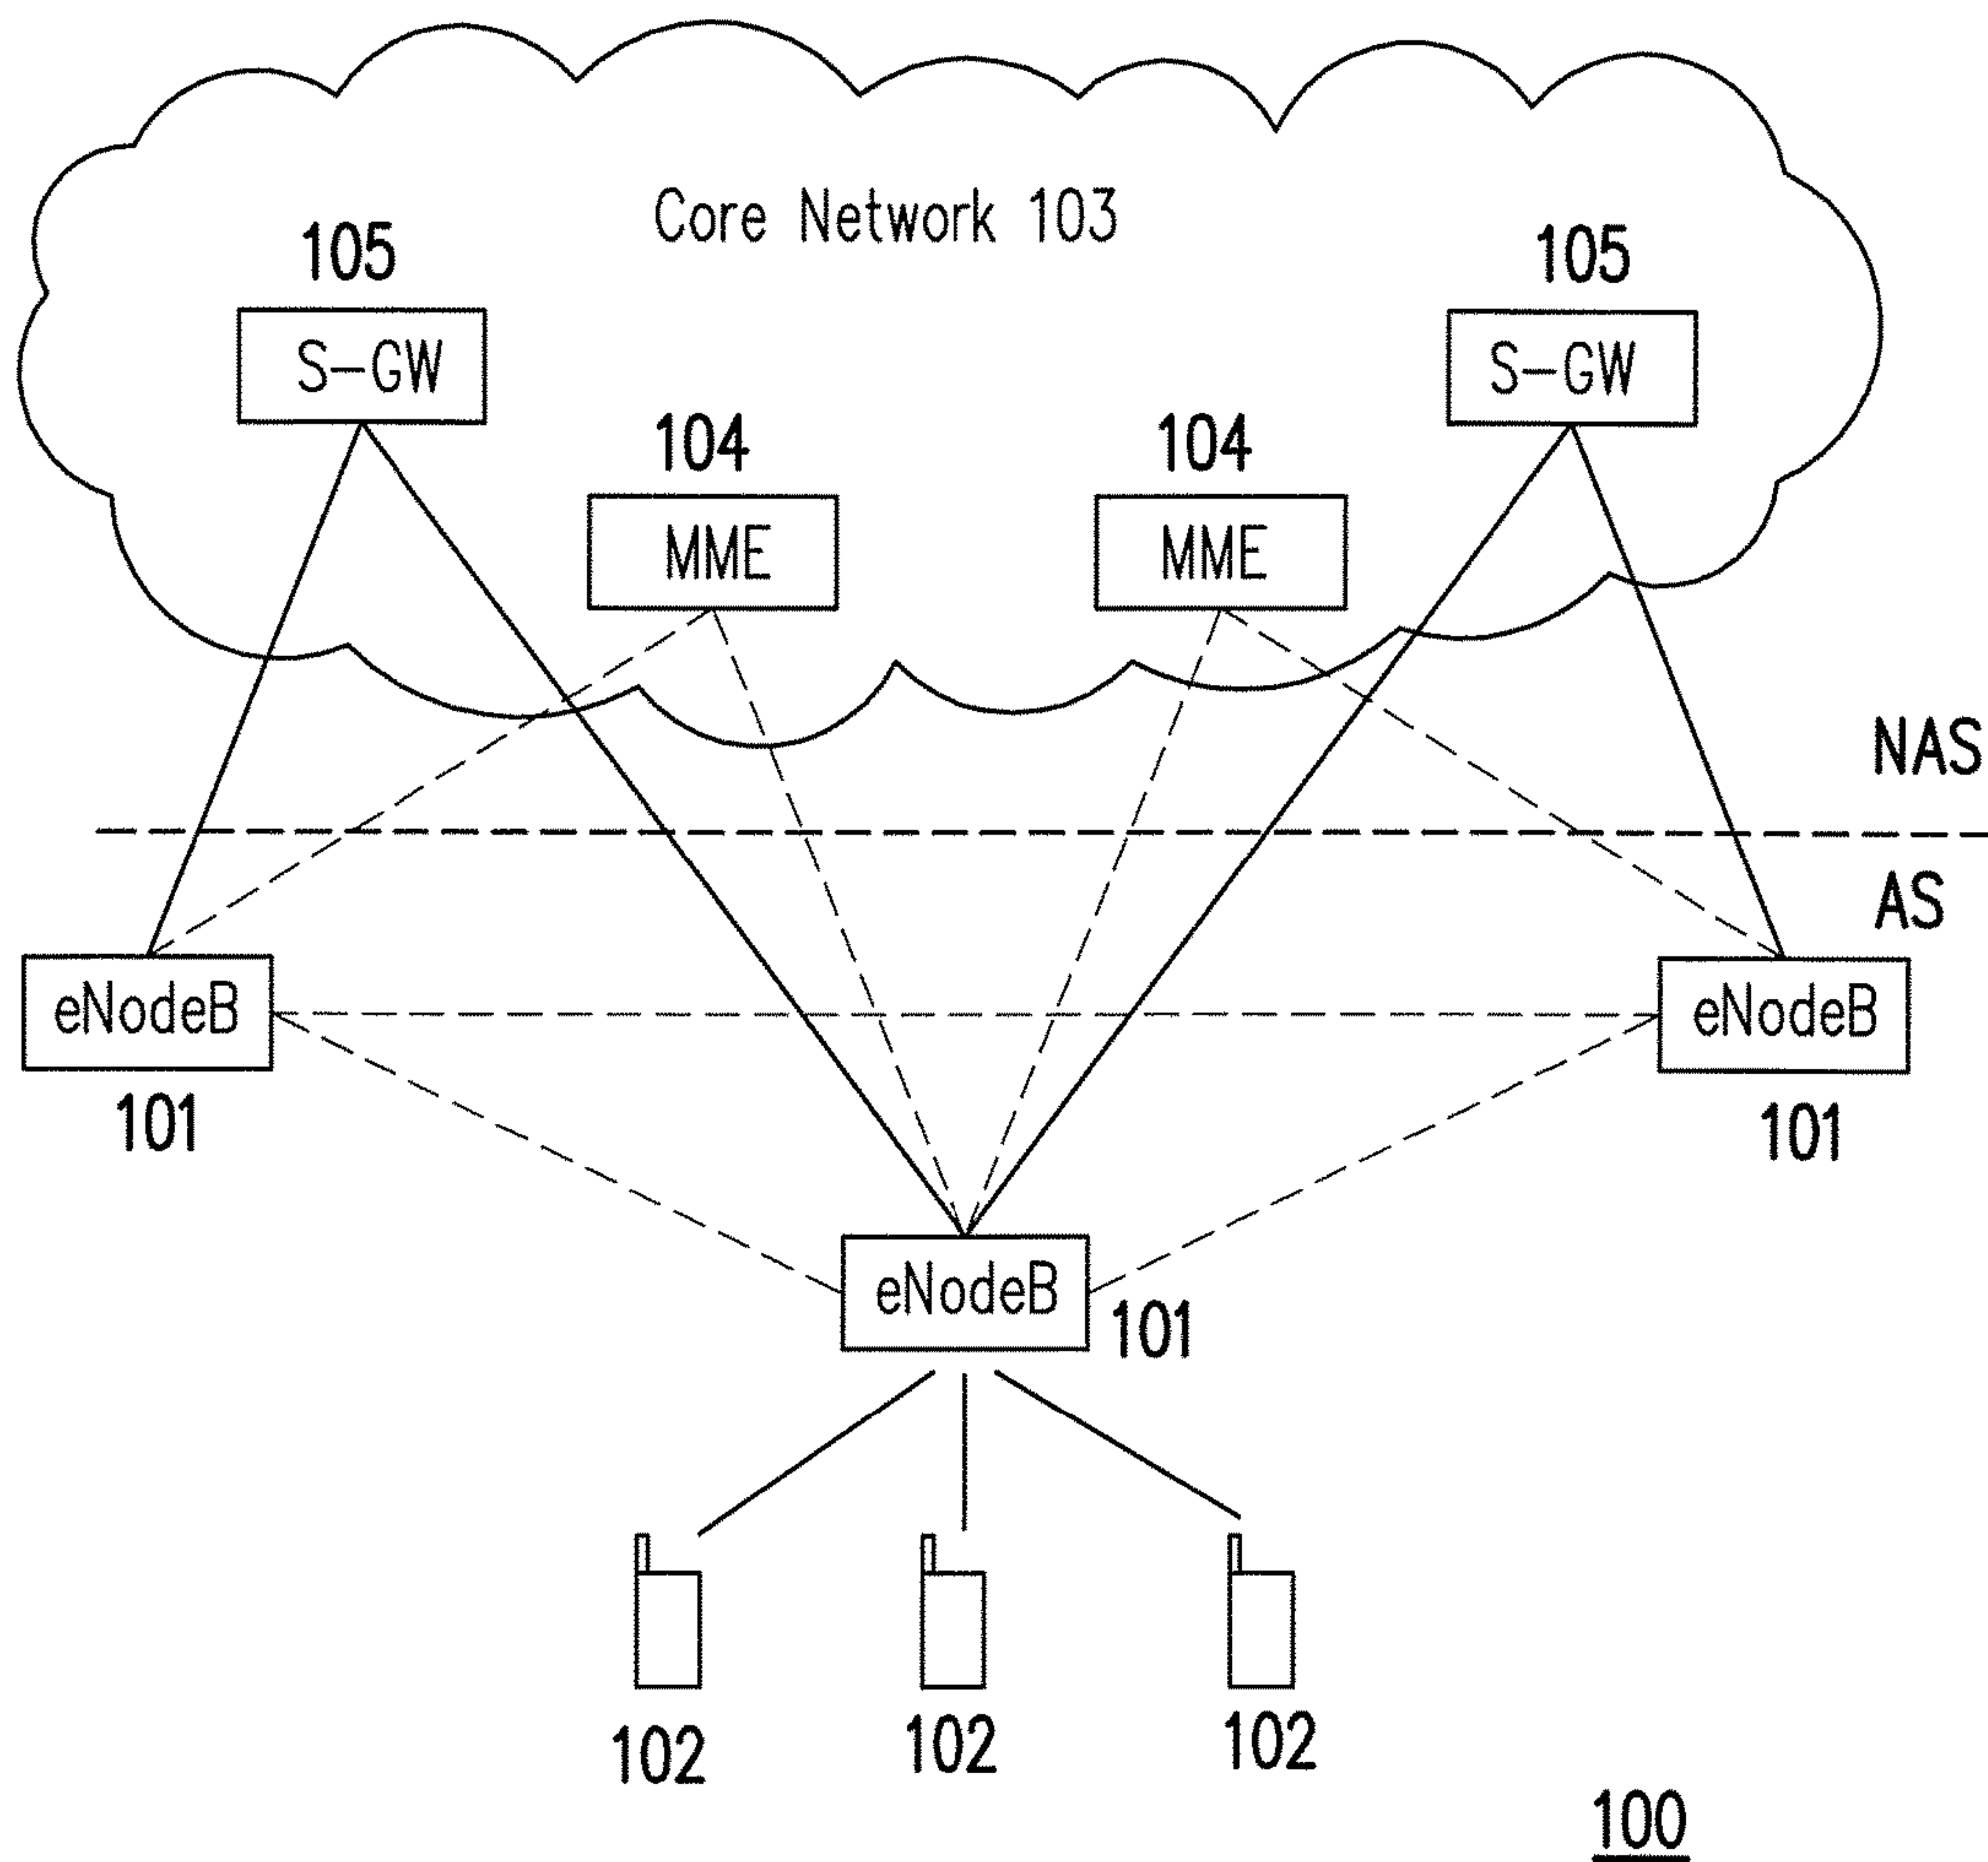 Core Network 103
105
105
S-GW
S-GW
104
104
MME
MME
NAS
AS
eNodeB
eNodeB
101
101
eNodeB
101
102
102
102
100